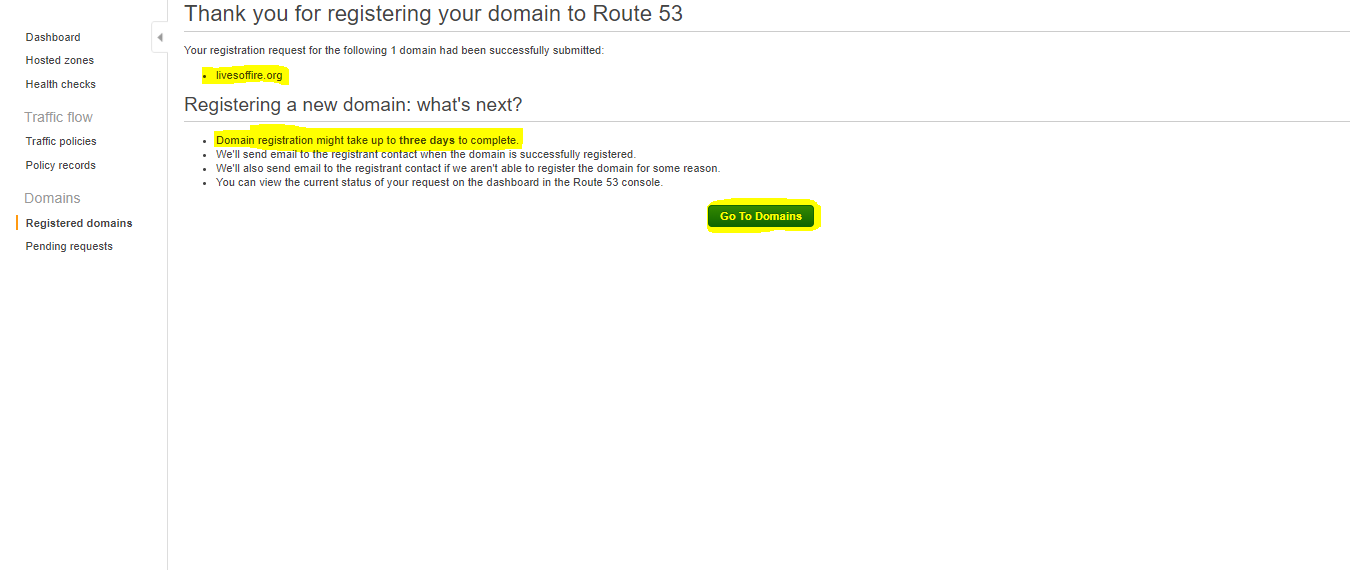 Thank you for registering your domain to Route 53
Dashboard
Hosted zones
Health checks
Traffic flow
Traffic policies
Policy records
Domains
Registered domains
Pending requests
Your registration request for the following 1 domain had been successfully submitted:
livesoffire.org
Registering a new domain: what's next?
Domain registration might take up to three days to complete.
We'll send email to the registrant contact when the domain is successfully registered.
We'll also send email to the registrant contact if we aren't able to register the domain for some reason.
You can view the current status of your request on the dashboard in the Route 53 console.
Go To Domains